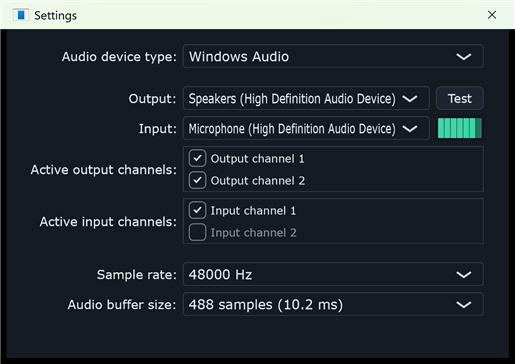 Settings
Audio device type: Windows Audio
Output: Speakers (High Definition Audio Device) Test
Input: Microphone (High Definition Audio Device)
Active output channels: Output channel 1
Output channel 2
Active input channels: Input channel 1
Input channel 2
Sample rate: 48000 Hz
Audio buffer size: 488 samples (10.2 ms)